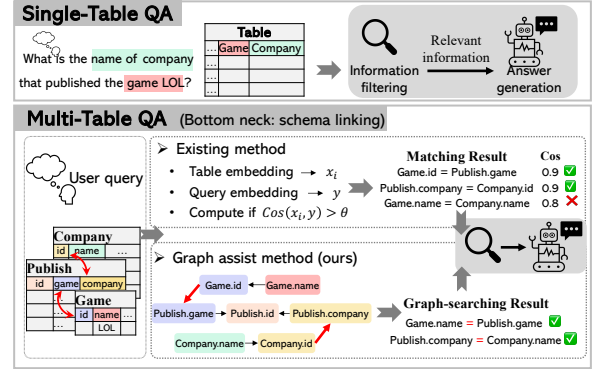 Single-Table QA
What is the name of company
that published the game LOL?
Table
... Game Company
...
Information
filtering
Relevant
information
Answer
generation
Multi-Table QA (Bottom neck: schema linking)
User query
Company
id name ...
Publish
id game company
...
Game
id name ...
LOL
...
➢ Existing method
• Table embedding → xᵢ
• Query embedding → y
• Compute if Cos(xᵢ, y) > θ
Matching Result Cos
Game.id = Publish.game 0.9 ✅
Publish.company = Company.id 0.9 ✅
Game.name = Company.name 0.8 ❌
➢ Graph assist method (ours)
Game.id Game.name
Publish.game Publish.id Publish.company
Company.name Company.id
Graph-searching Result
Game.name = Publish.game ✅
Publish.company = Company.name ✅